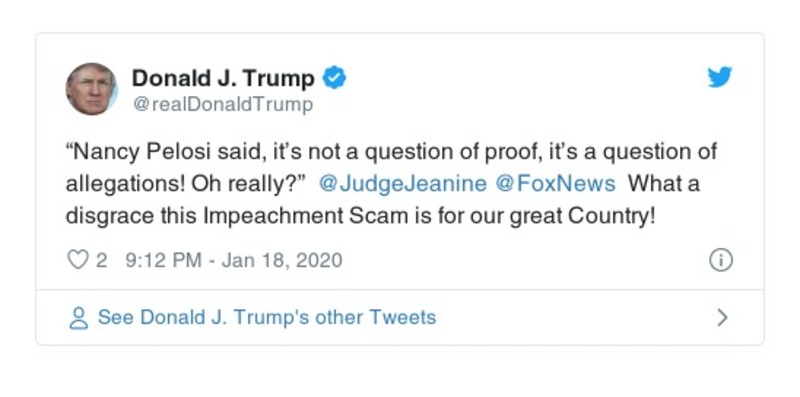 Donald J. Trump
@realDonaldTrump
“Nancy Pelosi said, it’s not a question of proof, it’s a question of
allegations! Oh really?” @JudgeJeanine @FoxNews What a
disgrace this Impeachment Scam is for our great Country!
2 9:12 PM - Jan 18, 2020
See Donald J. Trump's other Tweets